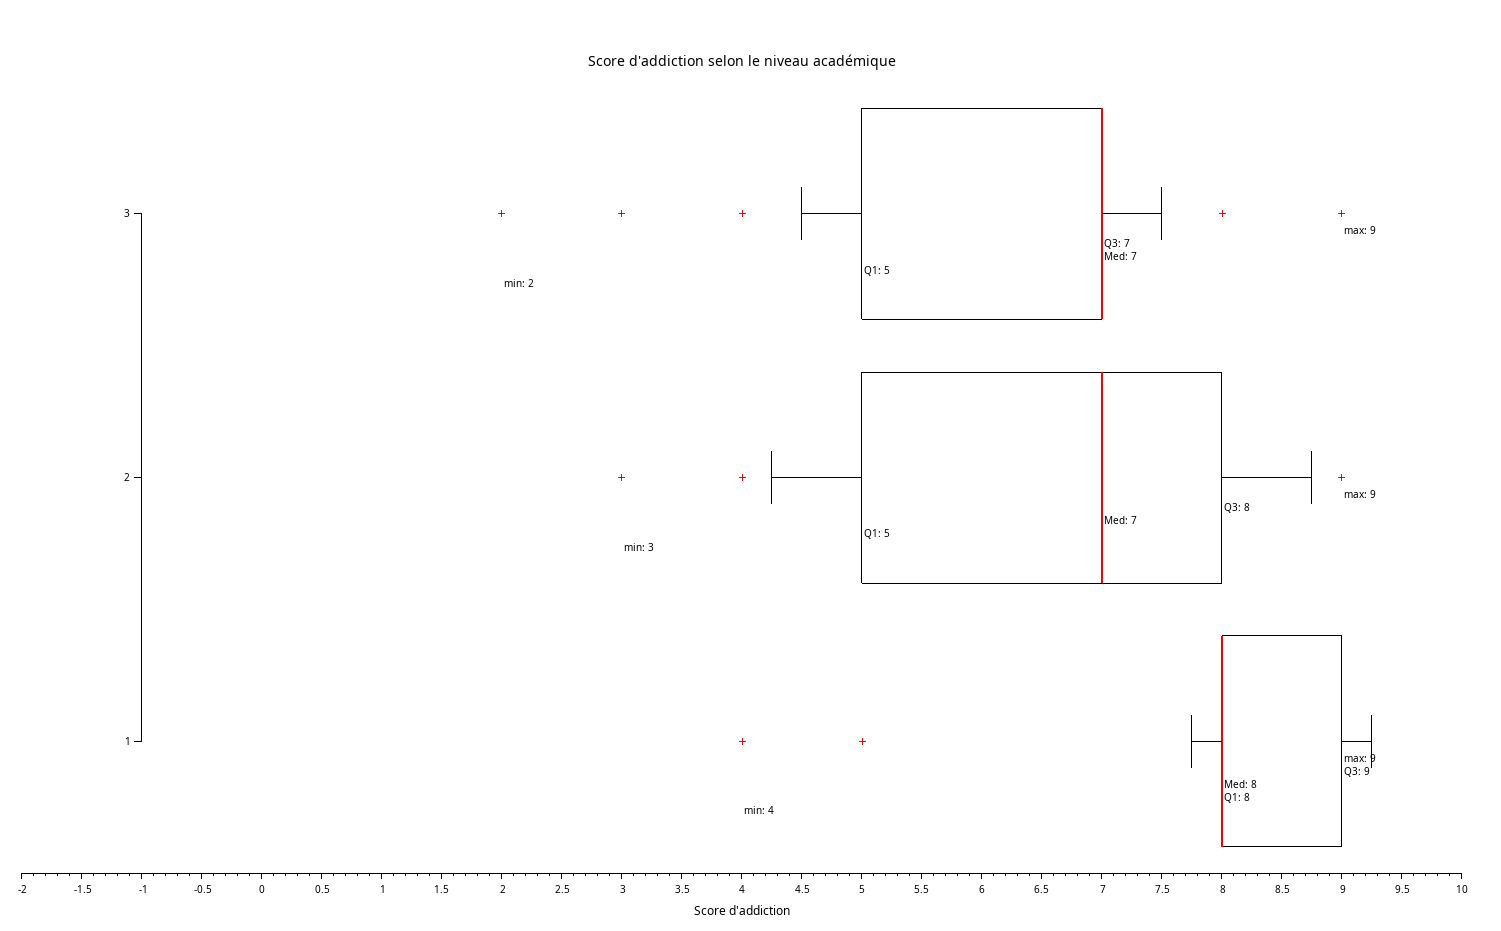 Score d'addiction selon le niveau académique
3
max: 9
Q3: 7
Med: 7
Q1: 5
min: 2
2
max: 9
Q3: 8
Med: 7
Q1: 5
min: 3
1
max: 9
Q3: 9
Med: 8
Q1: 8
min: 4
-2 -1.5 -1 -0.5 0 0.5 1 1.5 2 2.5 3 3.5 4 4.5 5 5.5 6 6.5 7 7.5 8 8.5 9 9.5 10
Score d'addiction